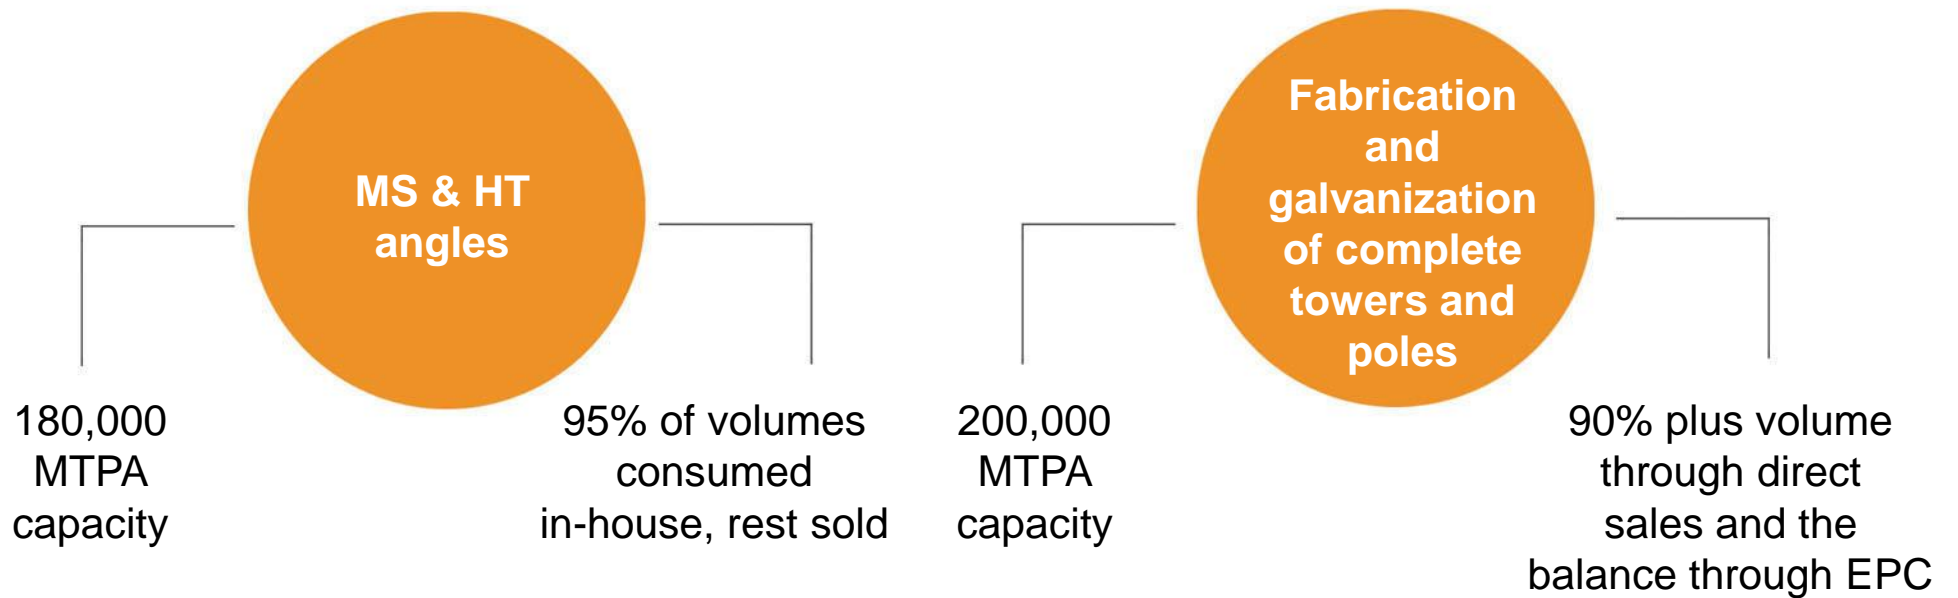 MS & HT
angles
180,000
MTPA
capacity
95% of volumes
consumed
in-house, rest sold
Fabrication
and
galvanization
of complete
towers and
poles
200,000
MTPA
capacity
90% plus volume
through direct
sales and the
balance through EPC